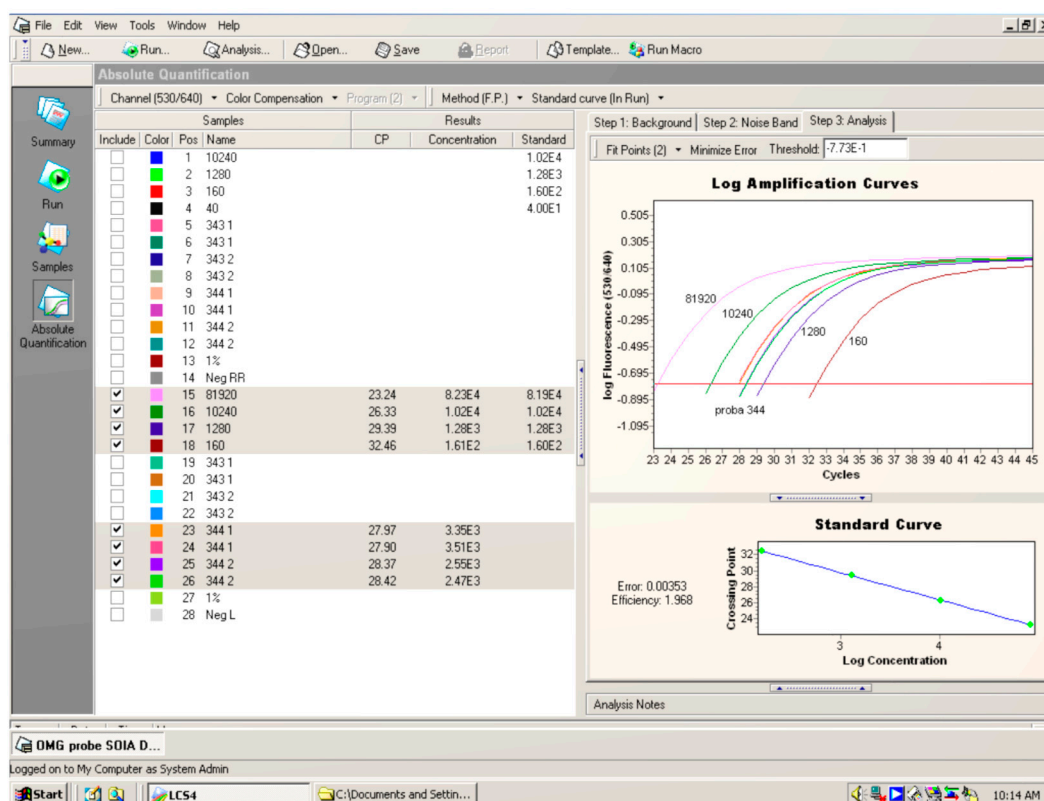 File Edit View Tools Window Help
New... Run... Analysis... Open... Save Report Template... Run Macro
Absolute Quantification
Channel (530/640) Color Compensation Program (2) Method (F.P.) Standard curve (In Run)
Summary
Run
Samples
Absolute
Quantification
Samples Results
Include Color Pos Name CP Concentration Standard
1 10240 1.02E4
2 1280 1.28E3
3 160 1.60E2
4 40 4.00E1
5 343 1
6 343 1
7 343 2
8 343 2
9 344 1
10 344 1
11 344 2
12 344 2
13 1%
14 Neg RR
15 81920 23.24 8.23E4 8.19E4
16 10240 26.33 1.02E4 1.02E4
17 1280 29.39 1.28E3 1.28E3
18 160 32.46 1.61E2 1.60E2
19 343 1
20 343 1
21 343 2
22 343 2
23 344 1 27.97 3.35E3
24 344 1 27.90 3.51E3
25 344 2 28.37 2.55E3
26 344 2 28.42 2.47E3
27 1%
28 Neg L
Step 1: Background Step 2: Noise Band Step 3: Analysis
Fit Points (2) Minimize Error Threshold: -7.73E-1
Log Amplification Curves
log Fluorescence (530/640)
0.505
0.305
0.105
-0.095
-0.295
-0.495
-0.695
-0.895
-1.095
81920
10240
1280
160
proba 344
23 24 25 26 27 28 29 30 31 32 33 34 35 36 37 38 39 40 41 42 43 44 45
Cycles
Standard Curve
Error: 0.00353
Efficiency: 1.968
Crossing Point
32
30
28
26
24
3 4
Log Concentration
Analysis Notes
OMG probe SOIA D...
Logged on to My Computer as System Admin
Start LCS4 C:\Documents and Settin... 10:14 AM